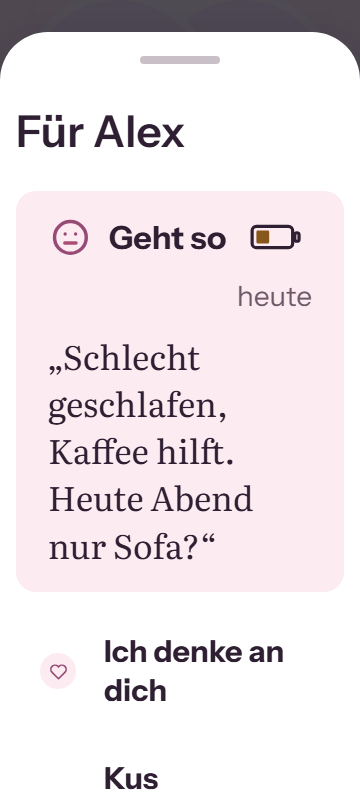 Für Alex
Geht so
heute
„Schlecht
geschlafen,
Kaffee hilft.
Heute Abend
nur Sofa?“
Ich denke an
dich
Kus